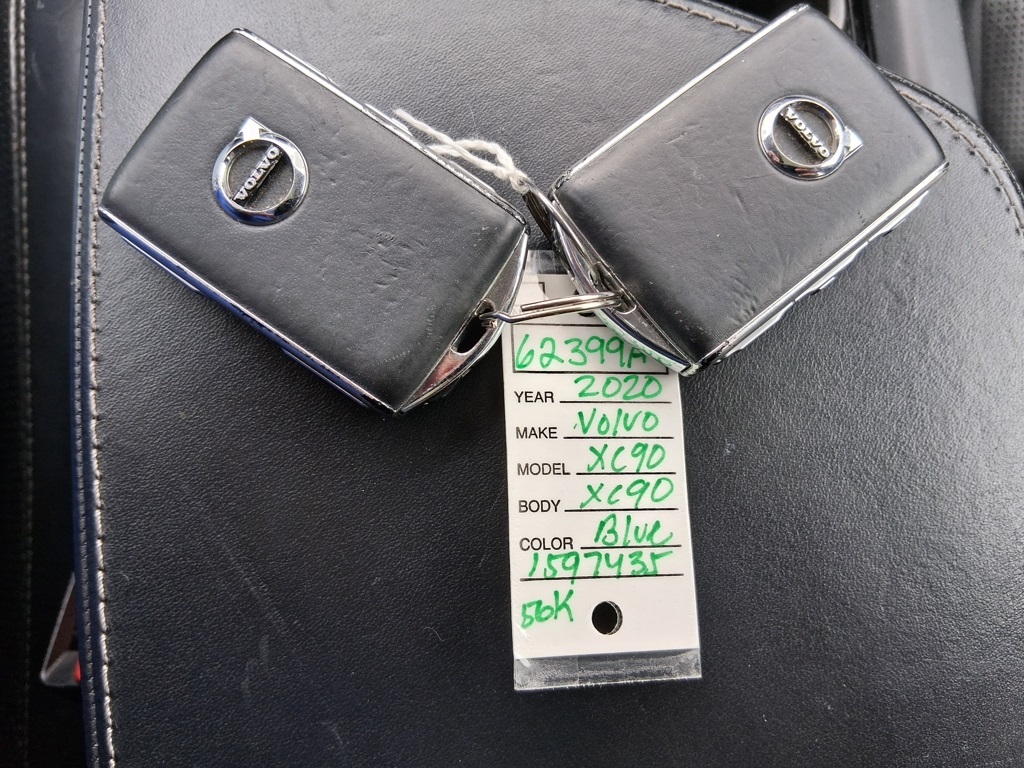 VOLVO
VOLVO
62399A
YEAR 2020
MAKE Volvo
MODEL XC90
BODY XC90
COLOR Blue
1597435
56K